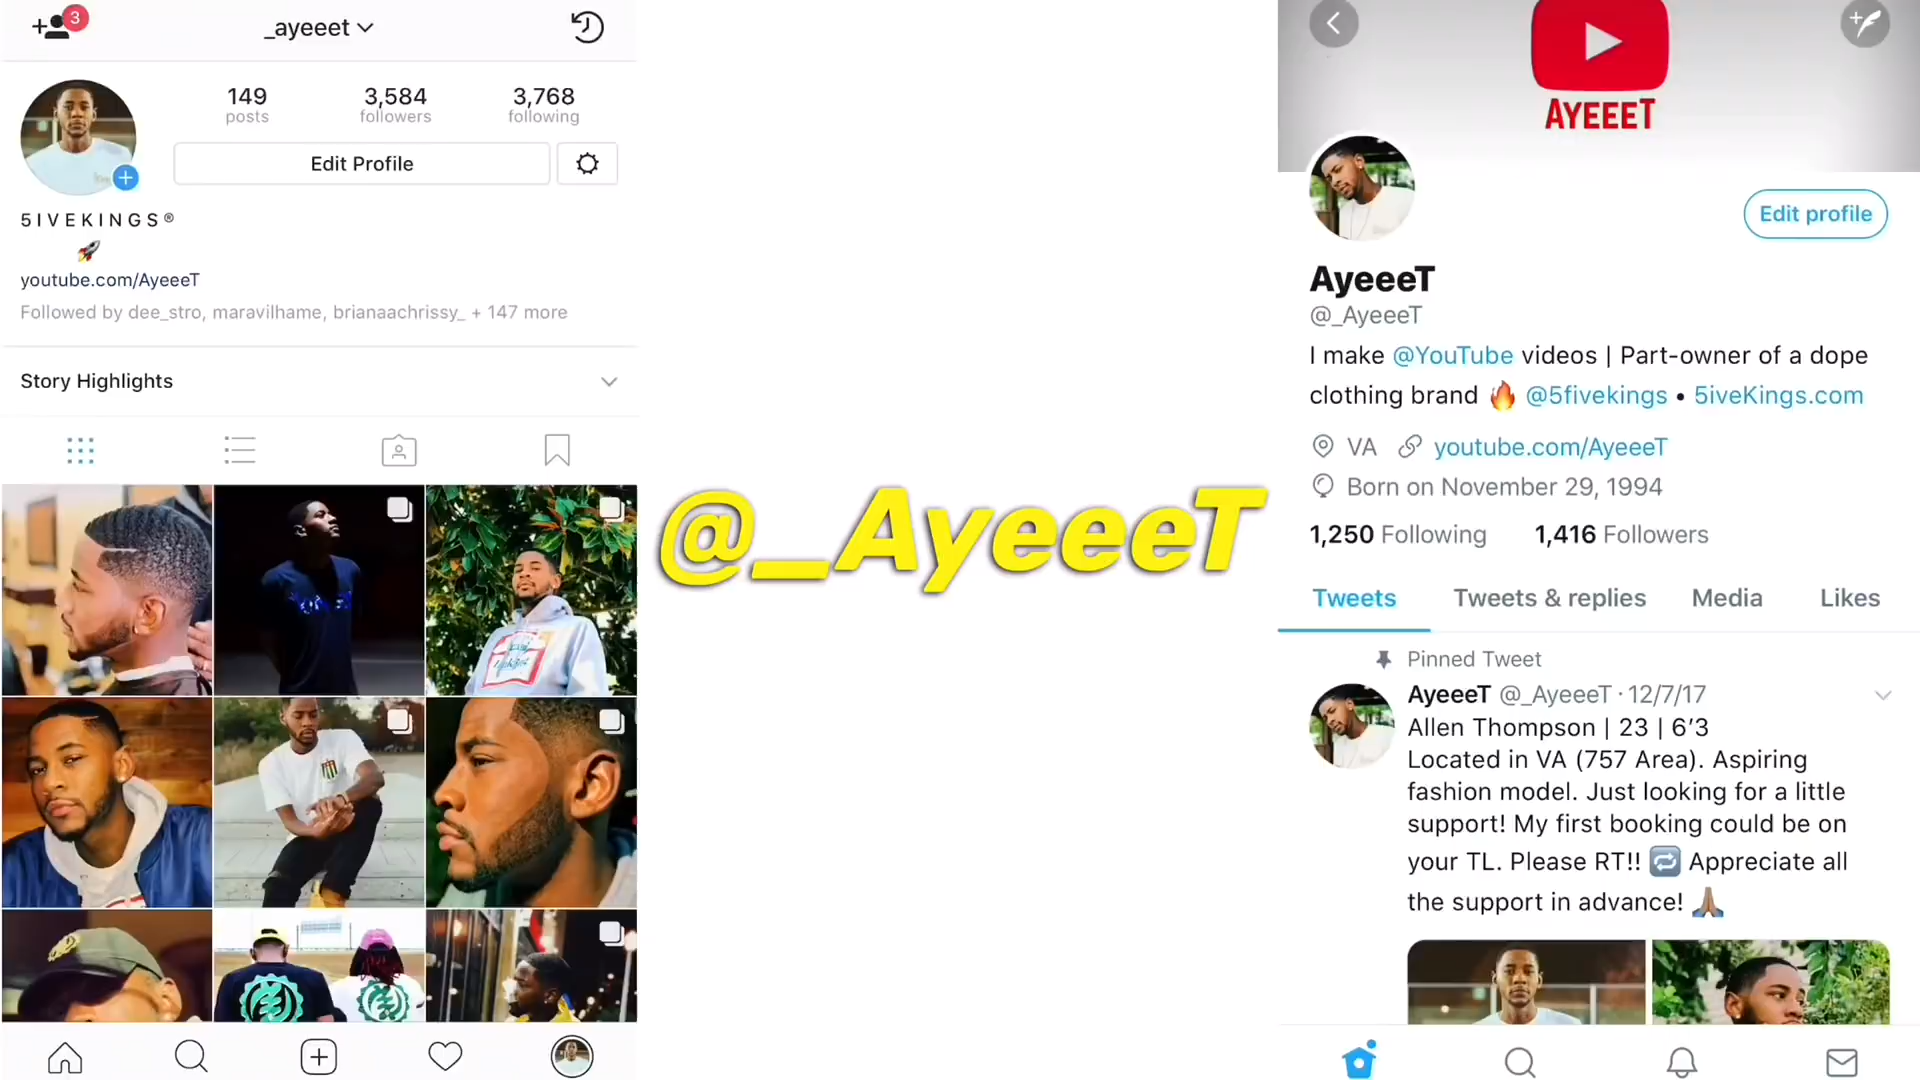 3
_ayeeet
149
posts
3,584
followers
3,768
following
Edit Profile
5IVEKINGS®
🚀
youtube.com/AyeeeT
Followed by dee_stro, maravilhame, brianaachrissy_ + 147 more
Story Highlights
@_AyeeeT
AYEEET
Edit profile
AyeeeT
@_AyeeeT
I make @YouTube videos | Part-owner of a dope
clothing brand 🔥 @5fivekings • 5iveKings.com
VA youtube.com/AyeeeT
Born on November 29, 1994
1,250 Following 1,416 Followers
Tweets Tweets & replies Media Likes
Pinned Tweet
AyeeeT @_AyeeeT · 12/7/17
Allen Thompson | 23 | 6’3
Located in VA (757 Area). Aspiring
fashion model. Just looking for a little
support! My first booking could be on
your TL. Please RT!! 🔁 Appreciate all
the support in advance! 🙏🏽